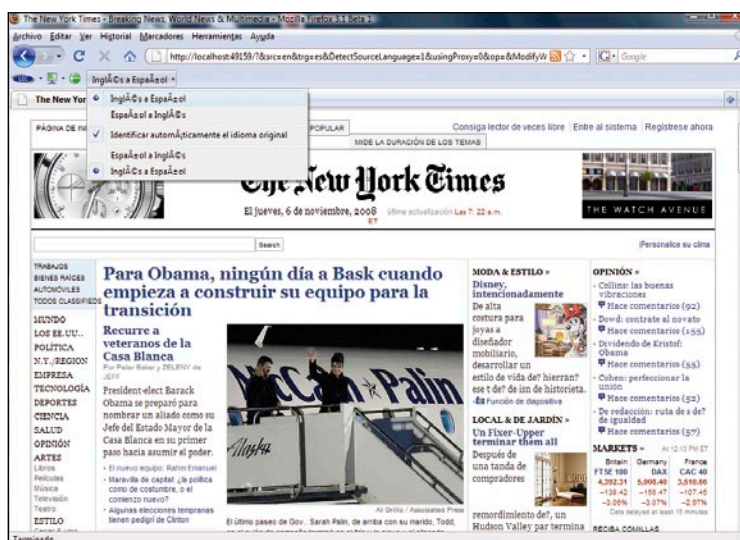 The New York Times - Breaking News, World News & Multimedia - Mozilla Firefox 3.1 Beta 1
Archivo Editar Ver Historial Marcadores Herramientas Ayuda
http://localhost:49159/?&src=en&trg=es&DetectSourceLanguage=1&usingProxy=0&op=&ModifyW
Google
InglÃ©s a EspaÃ±ol
The New Yor
InglÃ©s a EspaÃ±ol
EspaÃ±ol a InglÃ©s
Identificar automÃ¡ticamente el idioma original
EspaÃ±ol a InglÃ©s
InglÃ©s a EspaÃ±ol
PÁGINA DE IN
POPULAR
MIDE LA DURACIÓN DE LOS TEMAS
Consiga lector de veces libre
Entre al sistema
Regístrese ahora
The New York Times
El jueves, 6 de noviembre, 2008
última actualización Las 7: 22 a.m.
ET
THE WATCH AVENUE
Search
Personalice su clima
TRABAJOS
BIENES RAÍCES
AUTOMÓVILES
TODOS CLASSIFIEDS
MUNDO
LOS EE.UU..
POLÍTICA
N.Y./REGION
EMPRESA
TECNOLOGÍA
DEPORTES
CIENCIA
SALUD
OPINIÓN
ARTES
Libros
Películas
Música
Televisión
Teatro
ESTILO
Para Obama, ningún día a Bask cuando
empieza a construir su equipo para la
transición
Recurre a
veteranos de la
Casa Blanca
Por Peter Baker y ZELENY de
JEFF
President-elect Barack
Obama se preparó para
nombrar un aliado como su
Jefe del Estado Mayor de la
Casa Blanca en su primer
paso hacia asumir el poder.
El nuevo equipo: Rahm Emanuel
Maravilla de capital: ¿la política
como de costumbre, o el
comienzo nuevo?
Algunas elecciones tempranas
tienen pedigrí de Clinton
McCa Palin
Alaska
Al Grillo / Associated Press
El último paseo de Gov. Sarah Palin, de arriba con su marido, Todd,
MODA & ESTILO »
Disney,
intencionadamente
De alta
costura para
joyas a
diseñador
mobiliario,
desarrollar un
estilo de vida de? hierran?
ese t de? de isn de historieta.
Función de diapositiva
LOCAL & DE JARDÍN »
Un Fixer-Upper
terminar them all
Después de
una tanda de
compradores
remordimiento de?, un
Hudson Valley par termina
OPINIÓN »
Collins: las buenas
vibraciones
Hace comentarios (92)
Dowd: contrate al novato
Hace comentarios (155)
Dividendo de Kristof:
Obama
Hace comentarios (55)
Cohen: perfeccionar la
unión
Hace comentarios (52)
De redacción: ruta de s de?
de igualdad
Hace comentarios (57)
MARKETS »
At 12:13 PM ET
Britain Germany France
FTSE 100 DAX CAC 40
4,392.31 5,008.40 3,510.66
-138.42 -158.47 -107.45
-3.06% -3.07% -2.97%
Data delayed at least 15 minutes
RECIBA COMILLAS
Terminado